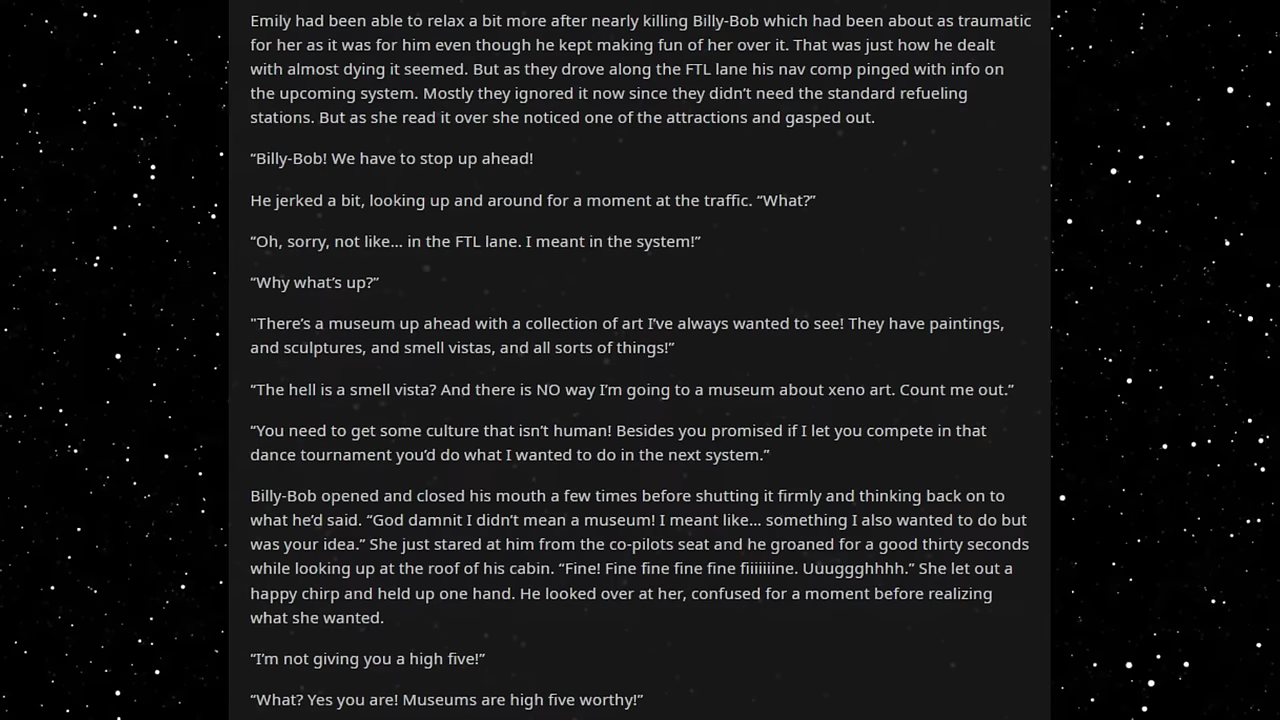 Emily had been able to relax a bit more after nearly killing Billy-Bob which had been about as traumatic
for her as it was for him even though he kept making fun of her over it. That was just how he dealt
with almost dying it seemed. But as they drove along the FTL lane his nav comp pinged with info on
the upcoming system. Mostly they ignored it now since they didn’t need the standard refueling
stations. But as she read it over she noticed one of the attractions and gasped out.
“Billy-Bob! We have to stop up ahead!
He jerked a bit, looking up and around for a moment at the traffic. “What?”
“Oh, sorry, not like… in the FTL lane. I meant in the system!”
“Why what’s up?”
"There’s a museum up ahead with a collection of art I’ve always wanted to see! They have paintings,
and sculptures, and smell vistas, and all sorts of things!”
“The hell is a smell vista? And there is NO way I’m going to a museum about xeno art. Count me out.”
“You need to get some culture that isn’t human! Besides you promised if I let you compete in that
dance tournament you’d do what I wanted to do in the next system.”
Billy-Bob opened and closed his mouth a few times before shutting it firmly and thinking back on to
what he’d said. “God damnit I didn’t mean a museum! I meant like… something I also wanted to do but
was your idea.” She just stared at him from the co-pilots seat and he groaned for a good thirty seconds
while looking up at the roof of his cabin. “Fine! Fine fine fine fine fiiiiiiine. Uuuggghhhh.” She let out a
happy chirp and held up one hand. He looked over at her, confused for a moment before realizing
what she wanted.
“I’m not giving you a high five!”
“What? Yes you are! Museums are high five worthy!”